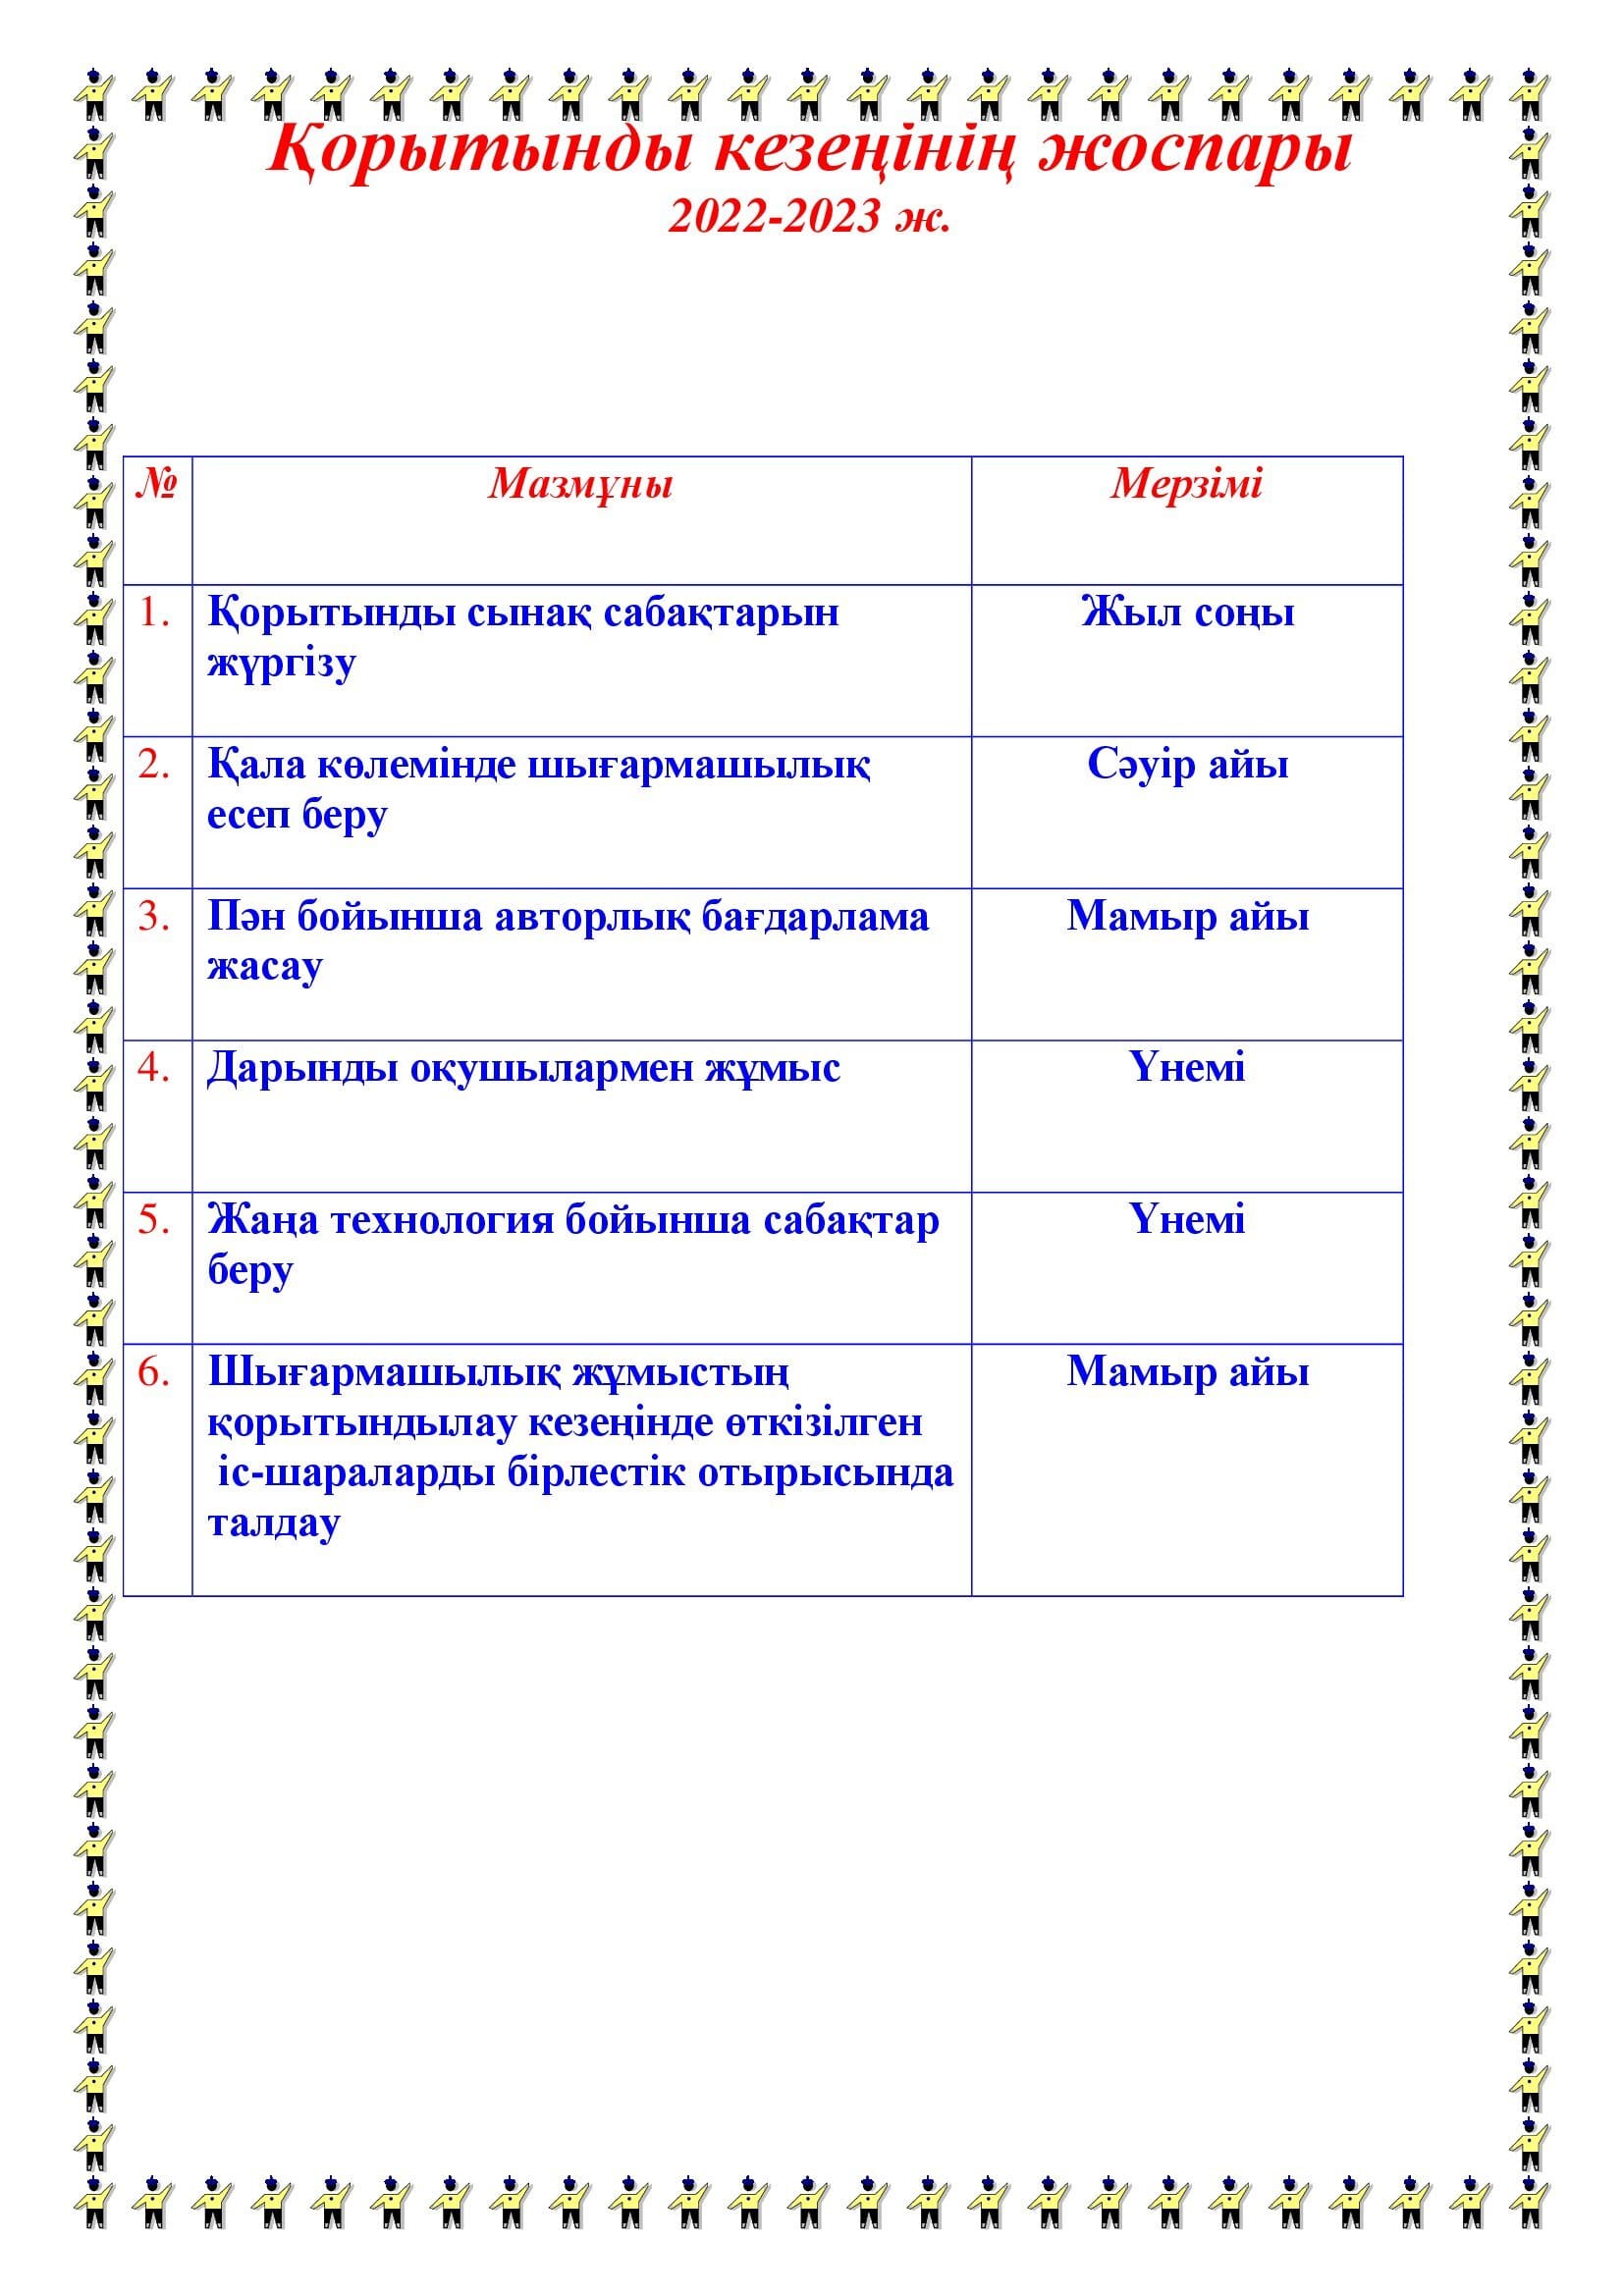 Қорытынды кезеңінің жоспары
2022-2023 ж.
№ Мазмұны Мерзімі
1. Қорытынды сынақ сабақтарын Жыл соңы
жүргізу
2. Қала көлемінде шығармашылық Сәуір айы
есеп беру
3. Пән бойынша авторлық бағдарлама Мамыр айы
жасау
4. Дарынды оқушылармен жұмыс Үнемі
5. Жаңа технология бойынша сабақтар Үнемі
беру
6. Шығармашылық жұмыстың Мамыр айы
қорытындылау кезеңінде өткізілген
іс-шараларды бірлестік отырысында
талдау